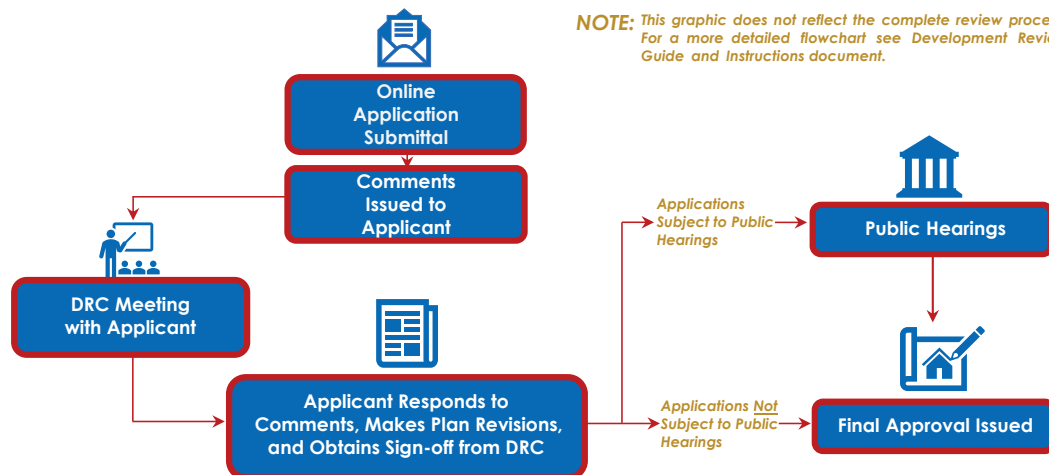 NOTE: This graphic does not reflect the complete review
For a more detailed flowchart see Development
Guide and Instructions document.
Online
Application
Submittal
Comments
Issued to
Applicant
Applications
Subject to Public
Hearings
Public Hearings
DRC Meeting
with Applicant
Applicant Responds to
Comments, Makes Plan Revisions,
and Obtains Sign-off from DRC
Applications Not
Subject to Public
Hearings
Final Approval Issued